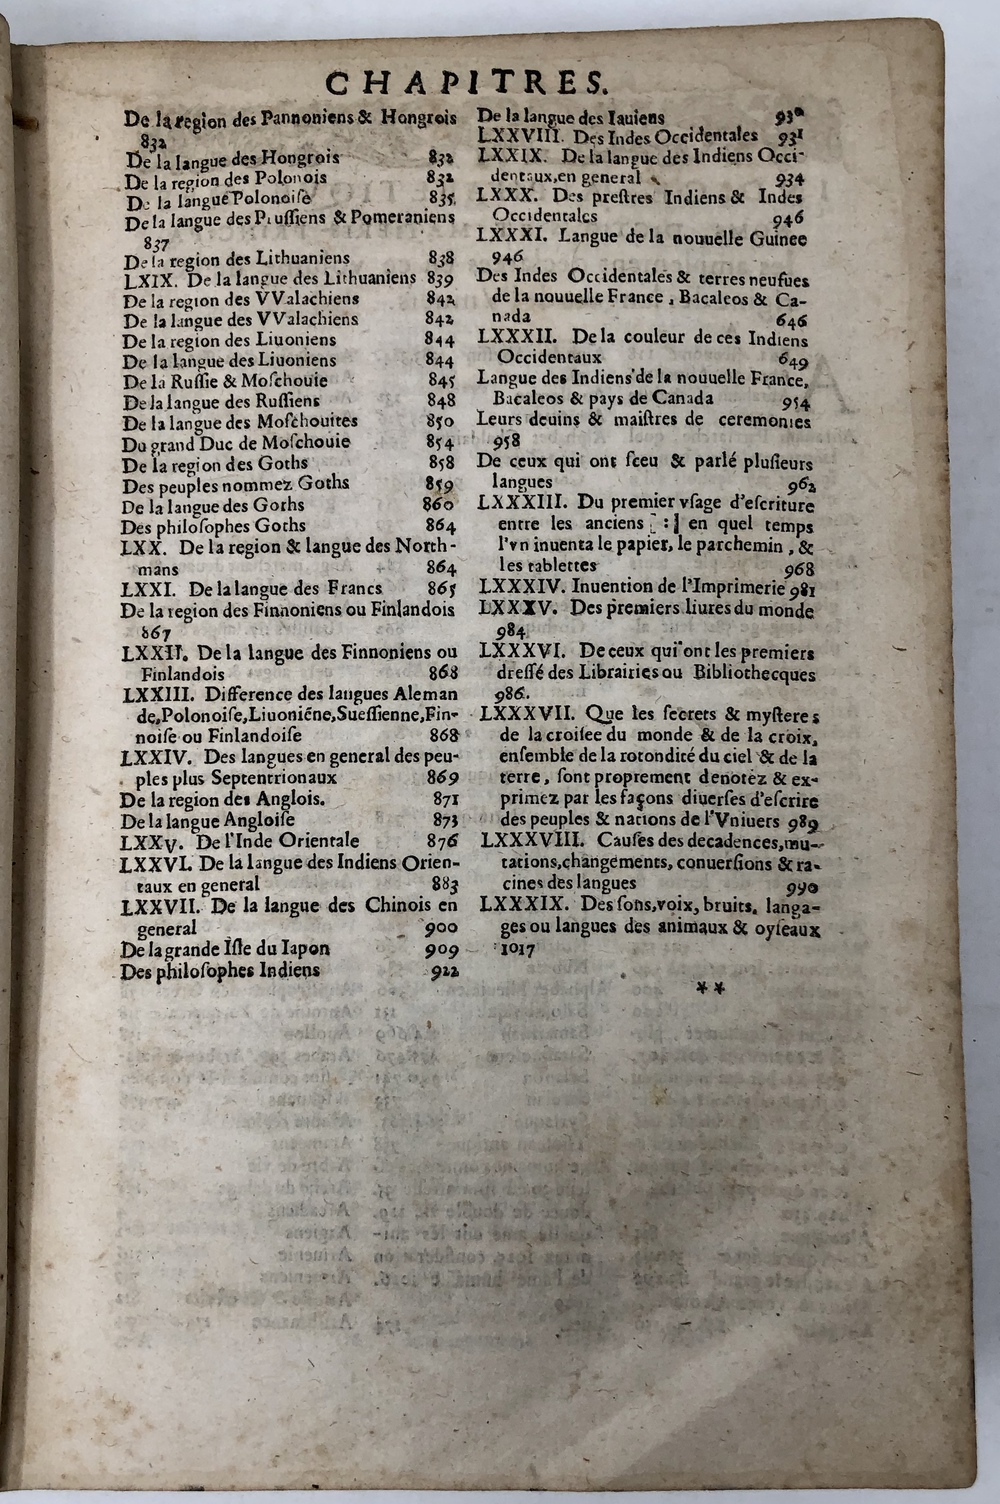 CHAPITRES.
De la region des Pannoniens & Hongrois
832
De la langue des Hongrois 832
De la region des Polonois 832
De la langue Polonoise 835
De la langue des Prussiens & Pomeraniens
837
De la region des Lithuaniens 838
LXIX. De la langue des Lithuaniens 839
De la region des VValachiens 842
De la langue des VValachiens 842
De la region des Liuoniens 844
De la langue des Liuoniens 844
De la Russie & Moschouie 845
De la langue des Russiens 848
De la langue des Moschouites 850
Du grand Duc de Moschouie 854
De la region des Goths 858
Des peuples nommez Goths 859
De la langue des Goths 860
Des philosophes Goths 864
LXX. De la region & langue des North-
mans 864
LXXI. De la langue des Francs 865
De la region des Finnoniens ou Finlandois
867
LXXII. De la langue des Finnoniens ou
Finlandois 868
LXXIII. Difference des langues Aleman
de, Polonoise, Liuoniéne, Suessienne, Fin-
noise ou Finlandoise 868
LXXIV. Des langues en general des peu-
ples plus Septentrionaux 869
De la region des Anglois. 871
De la langue Angloise 873
LXXV. De l'Inde Orientale 876
LXXVI. De la langue des Indiens Orien-
taux en general 883
LXXVII. De la langue des Chinois en
general 900
De la grande Isle du Iapon 909
Des philosophes Indiens 922
De la langue des Iauiens 930
LXXVIII. Des Indes Occidentales 931
LXXIX. De la langue des Indiens Occi-
dentaux, en general 934
LXXX. Des prestres Indiens & Indes
Occidentales 946
LXXXI. Langue de la nouuelle Guinee
946
Des Indes Occidentales & terres neufues
de la nouuelle France, Bacaleos & Ca-
nada 646
LXXXII. De la couleur de ces Indiens
Occidentaux 649
Langue des Indiens de la nouuelle France,
Bacaleos & pays de Canada 954
Leurs deuins & maistres de ceremonies
958
De ceux qui ont sceu & parlé plusieurs
langues 962
LXXXIII. Du premier vsage d'escriture
entre les anciens [:] en quel temps
l'vn inuenta le papier, le parchemin, &
les tablettes 968
LXXXIV. Inuention de l'Imprimerie 981
LXXXV. Des premiers liures du monde
984
LXXXVI. De ceux qui ont les premiers
dressé des Librairies ou Bibliothecques
986.
LXXXVII. Que les secrets & mysteres
de la croisee du monde & de la croix,
ensemble de la rotondité du ciel & de la
terre, sont proprement denotez & ex-
primez par les façons diuerses d'escrire
des peuples & nations de l'Vniuers 989
LXXXVIII. Causes des decadences, mu-
tations, changements, conuersions & ra-
cines des langues 990
LXXXIX. Des sons, voix, bruits, langa-
ges ou langues des animaux & oyseaux
1017
**